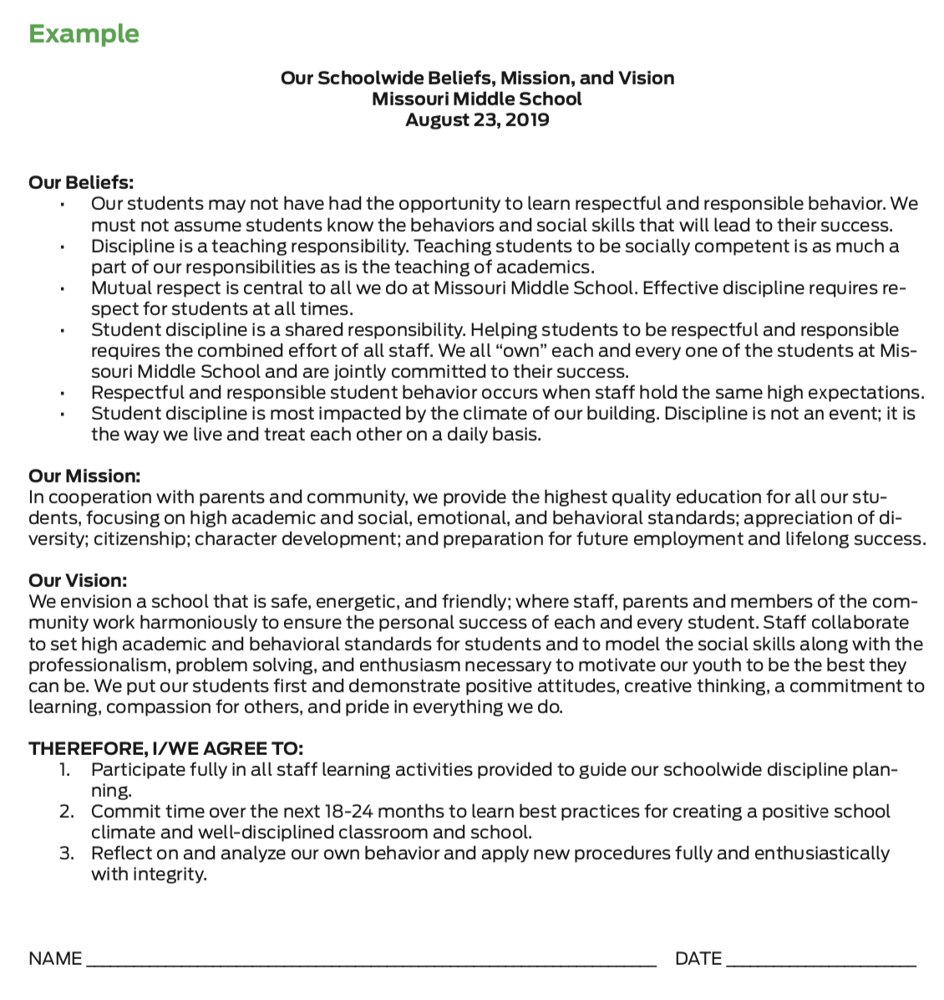 Example
Our Schoolwide Beliefs, Mission, and Vision
Missouri Middle School
August 23, 2019
Our Beliefs:
· Our students may not have had the opportunity to learn respectful and responsible behavior. We
must not assume students know the behaviors and social skills that will lead to their success.
· Discipline is a teaching responsibility. Teaching students to be socially competent is as much a
part of our responsibilities as is the teaching of academics.
· Mutual respect is central to all we do at Missouri Middle School. Effective discipline requires re-
spect for students at all times.
· Student discipline is a shared responsibility. Helping students to be respectful and responsible
requires the combined effort of all staff. We all “own” each and every one of the students at Mis-
souri Middle School and are jointly committed to their success.
· Respectful and responsible student behavior occurs when staff hold the same high expectations.
· Student discipline is most impacted by the climate of our building. Discipline is not an event; it is
the way we live and treat each other on a daily basis.
Our Mission:
In cooperation with parents and community, we provide the highest quality education for all our stu-
dents, focusing on high academic and social, emotional, and behavioral standards; appreciation of di-
versity; citizenship; character development; and preparation for future employment and lifelong success.
Our Vision:
We envision a school that is safe, energetic, and friendly; where staff, parents and members of the com-
munity work harmoniously to ensure the personal success of each and every student. Staff collaborate
to set high academic and behavioral standards for students and to model the social skills along with the
professionalism, problem solving, and enthusiasm necessary to motivate our youth to be the best they
can be. We put our students first and demonstrate positive attitudes, creative thinking, a commitment to
learning, compassion for others, and pride in everything we do.
THEREFORE, I/WE AGREE TO:
1. Participate fully in all staff learning activities provided to guide our schoolwide discipline plan-
ning.
2. Commit time over the next 18-24 months to learn best practices for creating a positive school
climate and well-disciplined classroom and school.
3. Reflect on and analyze our own behavior and apply new procedures fully and enthusiastically
with integrity.
NAME ____________________ DATE ____________________